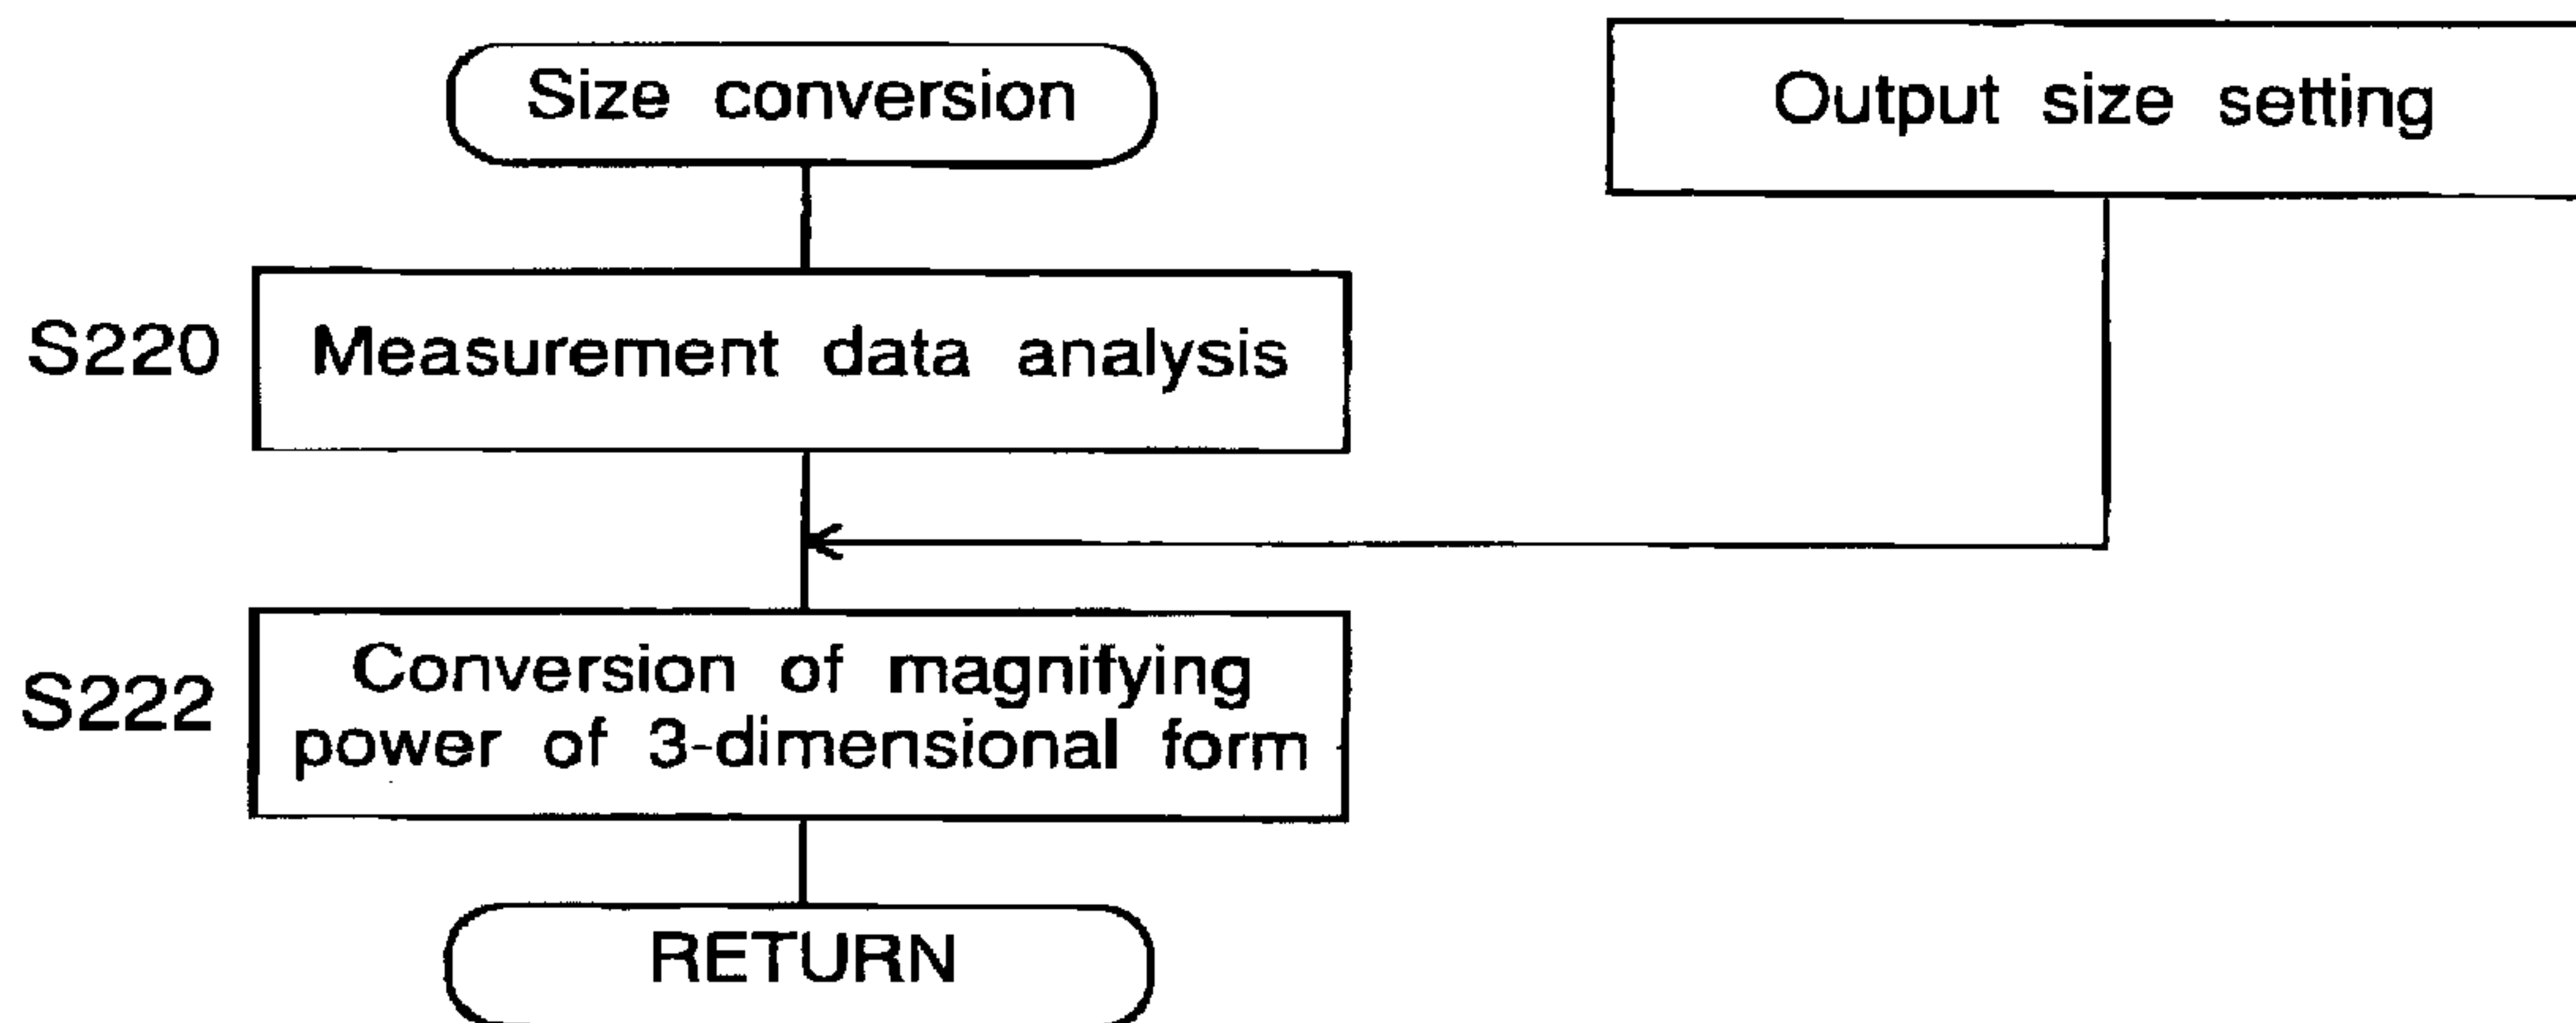 Size conversion
Output size setting
S220
Measurement data analysis
S222
Conversion of magnifying
power of 3-dimensional form
RETURN